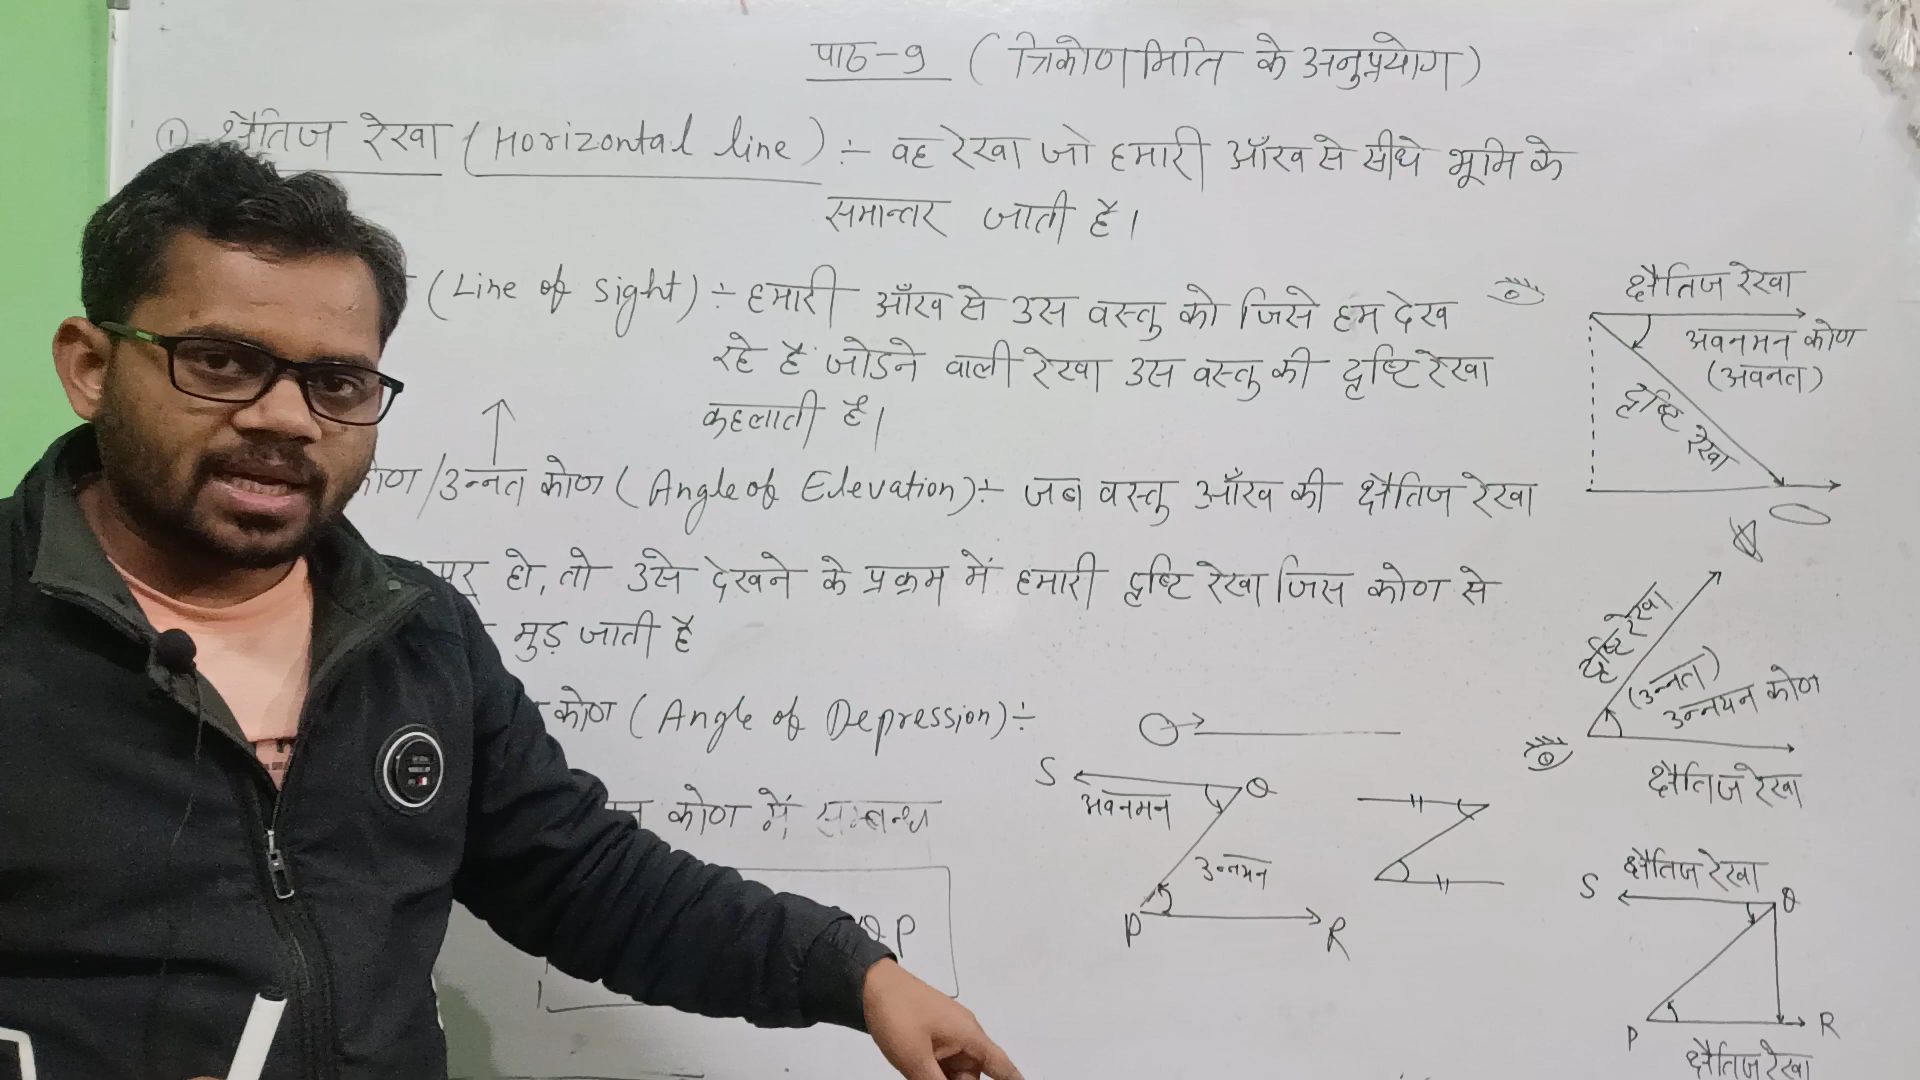 पाठ-9 (त्रिकोणमिति के अनुप्रयोग)
① क्षैतिज रेखा (Horizontal line) ÷ वह रेखा जो हमारी आँख से सीधे भूमि के
समान्तर जाती है।
(Line of sight) ÷ हमारी आँख से उस वस्तु को जिसे हम देख
रहे हैं जोडने वाली रेखा उस वस्तु की दृष्टि रेखा
कहलाती है।
कोण/उन्नत कोण (Angle of Elevation) ÷ जब वस्तु आँख की क्षैतिज रेखा
हो, तो उसे देखने के प्रक्रम में हमारी दृष्टि रेखा जिस कोण से
मुड़ जाती है
कोण (Angle of Depression) ÷
कोण में सम्बन्ध
QP
क्षैतिज रेखा
अवनमन कोण
(अवनत)
दृष्टि रेखा
दृष्टि रेखा
(उन्नत)
उन्नयन कोण
क्षैतिज रेखा
S
Q
अवनमन
उन्नमन
P
R
क्षैतिज रेखा
S
Q
P
R
क्षैतिज रेखा